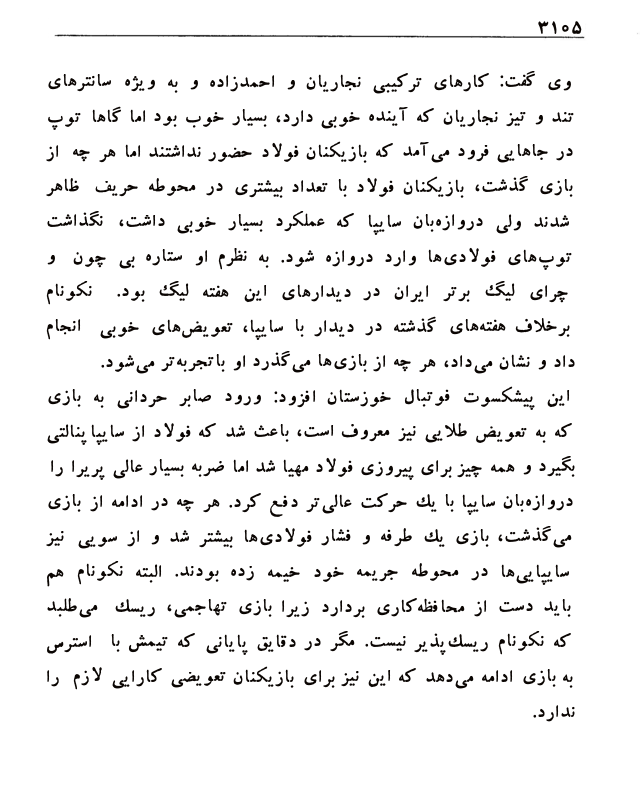 ۳۱۰۵
وی گفت: کارهای ترکیبی نجاریان و احمدزاده و به ویژه سانترهای
تند و تیز نجاریان که آینده خوبی دارد، بسیار خوب بود اما گاها توپ
در جاهایی فرود می‌آمد که بازیکنان فولاد حضور نداشتند اما هر چه از
بازی گذشت، بازیکنان فولاد با تعداد بیشتری در محوطه حریف ظاهر
شدند ولی دروازه‌بان سایپا که عملکرد بسیار خوبی داشت، نگذاشت
توپ‌های فولادی‌ها وارد دروازه شود. به نظرم او ستاره بی چون و
چرای لیگ برتر ایران در دیدارهای این هفته لیگ بود. نکونام
برخلاف هفته‌های گذشته در دیدار با سایپا، تعویض‌های خوبی انجام
داد و نشان می‌داد، هر چه از بازی‌ها می‌گذرد او باتجربه‌تر می‌شود.
این پیشکسوت فوتبال خوزستان افزود: ورود صابر حردانی به بازی
که به تعویض طلایی نیز معروف است، باعث شد که فولاد از سایپا پنالتی
بگیرد و همه چیز برای پیروزی فولاد مهیا شد اما ضربه بسیار عالی پریرا را
دروازه‌بان سایپا با یك حرکت عالی‌تر دفع کرد. هر چه در ادامه از بازی
می‌گذشت، بازی یك طرفه و فشار فولادی‌ها بیشتر شد و از سویی نیز
سایپایی‌ها در محوطه جریمه خود خیمه زده بودند. البته نکونام هم
باید دست از محافظه‌کاری بردارد زیرا بازی تهاجمی، ریسك می‌طلبد
که نکونام ریسك‌پذیر نیست. مگر در دقایق پایانی که تیمش با استرس
به بازی ادامه می‌دهد که این نیز برای بازیکنان تعویضی کارایی لازم را
ندارد.